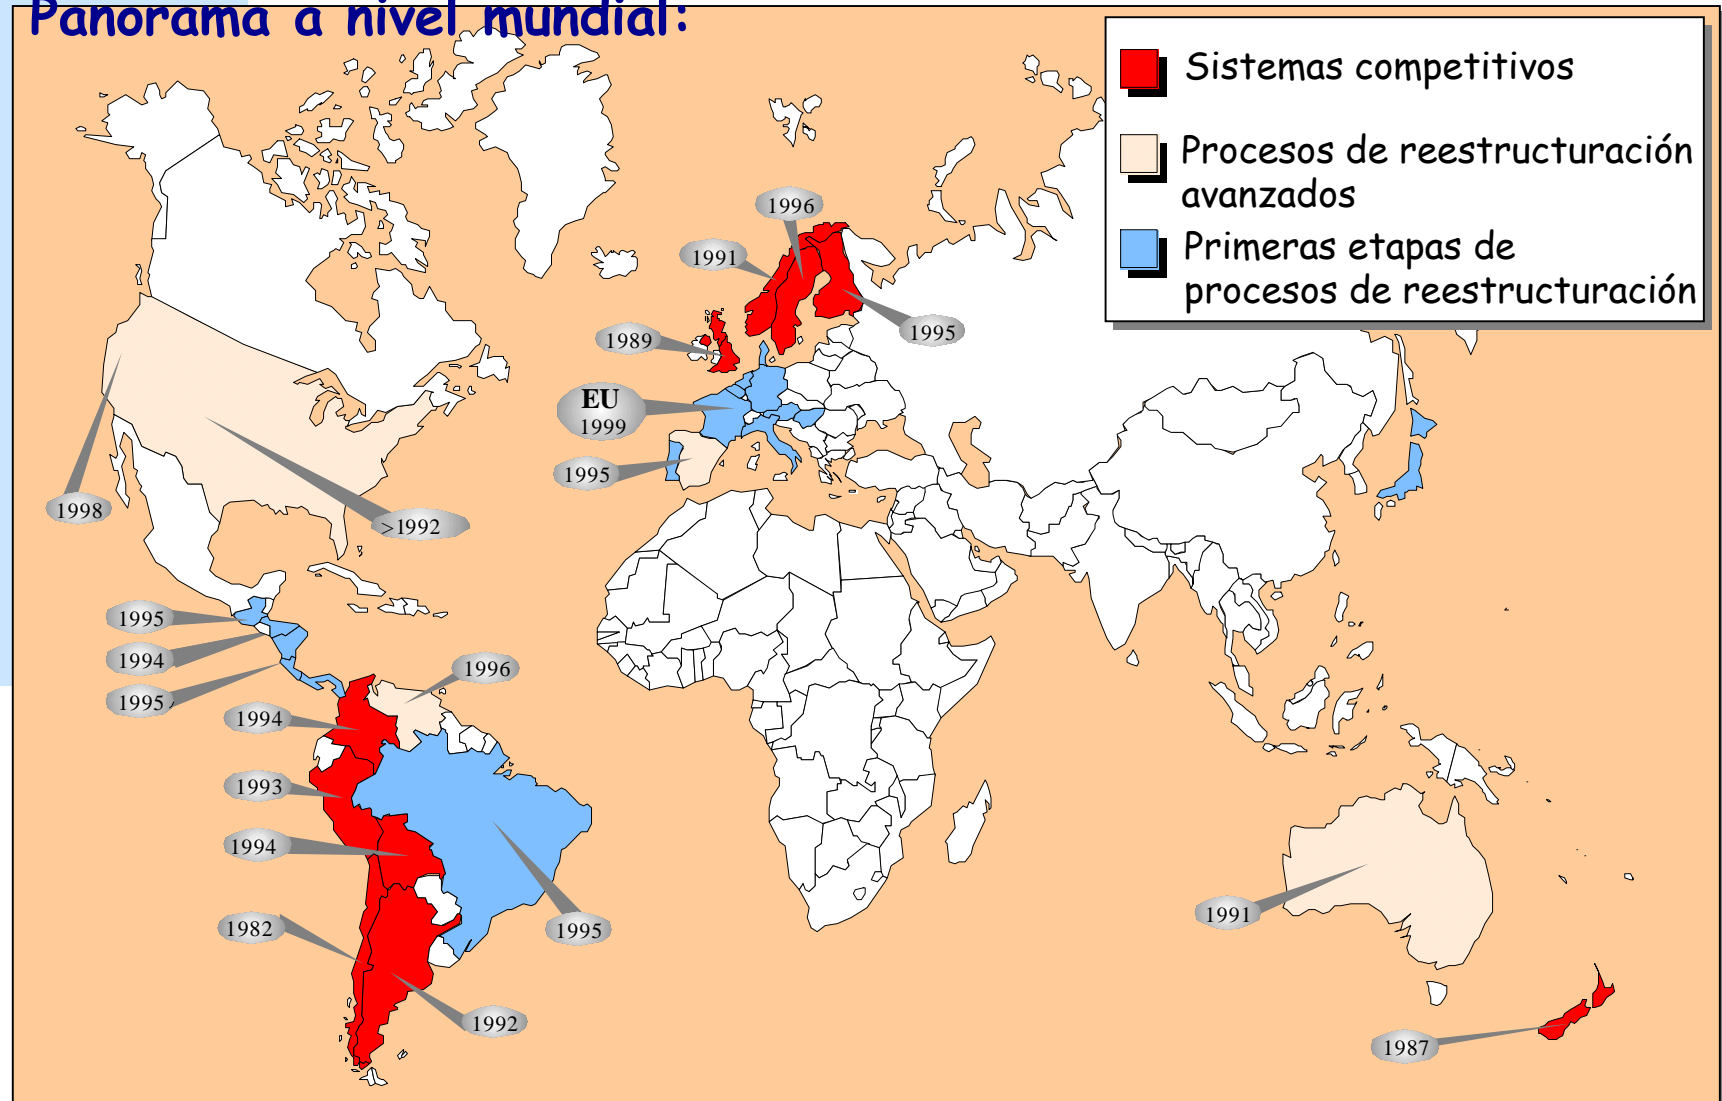 Panorama a nivel mundial:
Sistemas competitivos
Procesos de reestructuración
avanzados
Primeras etapas de
procesos de reestructuración
1996
1991
1995
1989
EU
1999
1995
1998
>1992
1995
1994
1995
1996
1994
1993
1994
1982
1995
1992
1991
1987